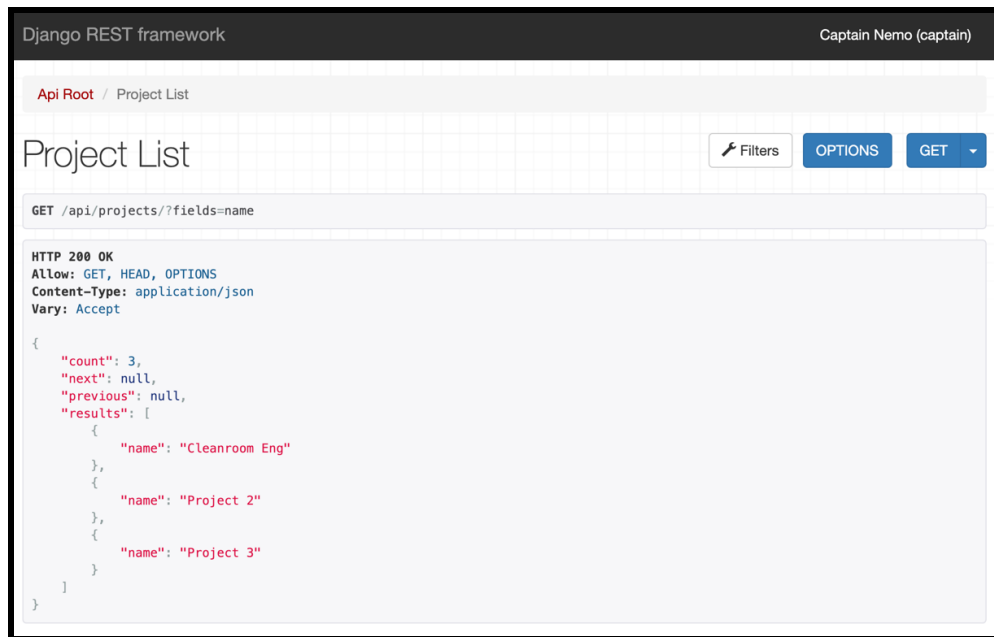 Django REST framework
Captain Nemo (captain)
Api Root / Project List
Project List
Filters
OPTIONS
GET
GET /api/projects/?fields=name
HTTP 200 OK
Allow: GET, HEAD, OPTIONS
Content-Type: application/json
Vary: Accept
{
    "count": 3,
    "next": null,
    "previous": null,
    "results": [
        {
            "name": "Cleanroom Eng"
        },
        {
            "name": "Project 2"
        },
        {
            "name": "Project 3"
        }
    ]
}